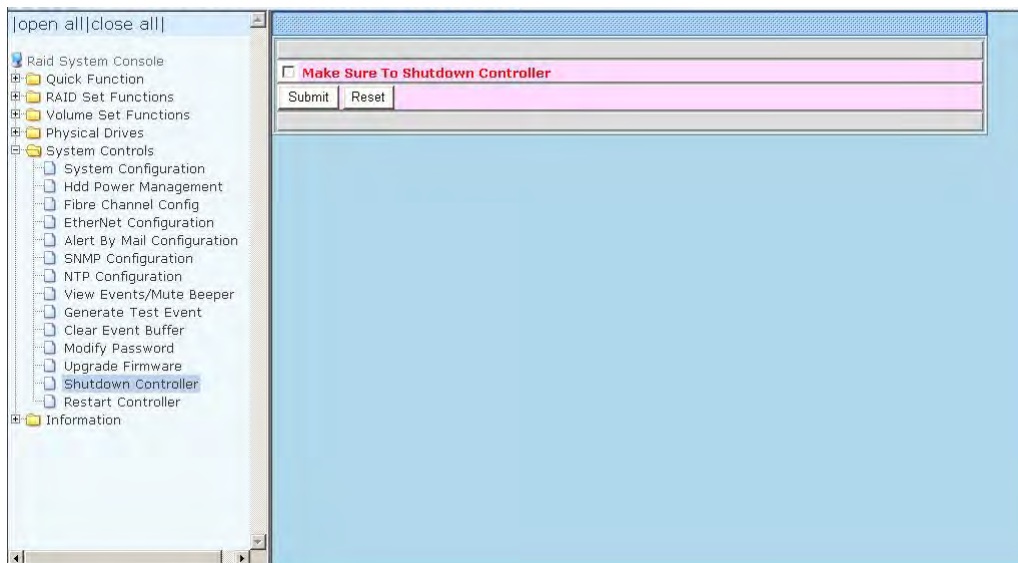 |open all|close all|
Raid System Console
Quick Function
RAID Set Functions
Volume Set Functions
Physical Drives
System Controls
System Configuration
Hdd Power Management
Fibre Channel Config
EtherNet Configuration
Alert By Mail Configuration
SNMP Configuration
NTP Configuration
View Events/Mute Beeper
Generate Test Event
Clear Event Buffer
Modify Password
Upgrade Firmware
Shutdown Controller
Restart Controller
Information
Make Sure To Shutdown Controller
Submit Reset